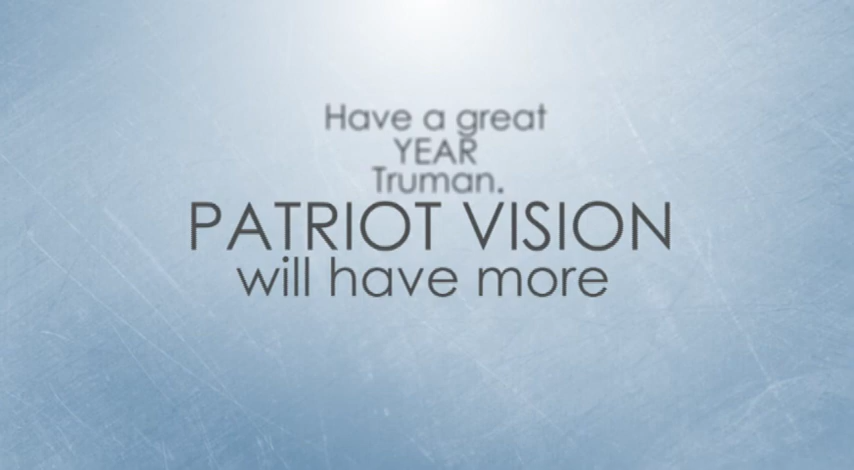 Have a great
YEAR
Truman.
PATRIOT VISION
will have more